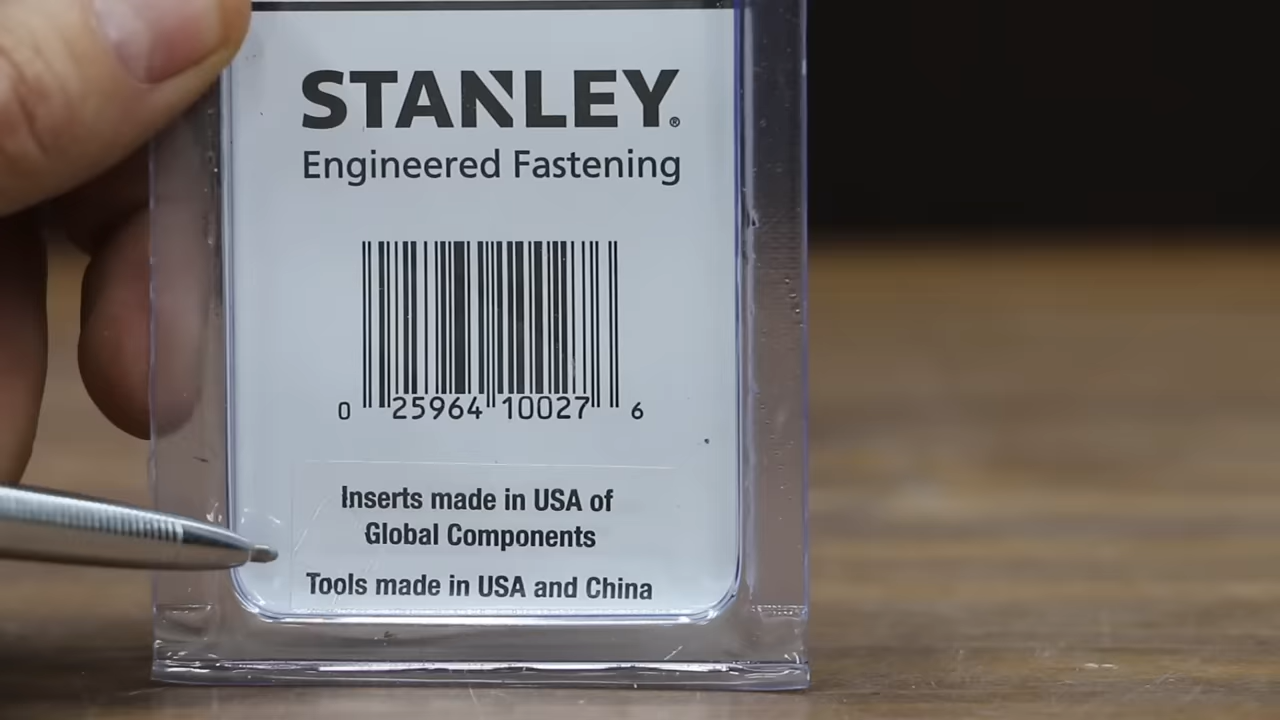 STANLEY®
Engineered Fastening
0 25964 10027 6
Inserts made in USA of
Global Components
Tools made in USA and China